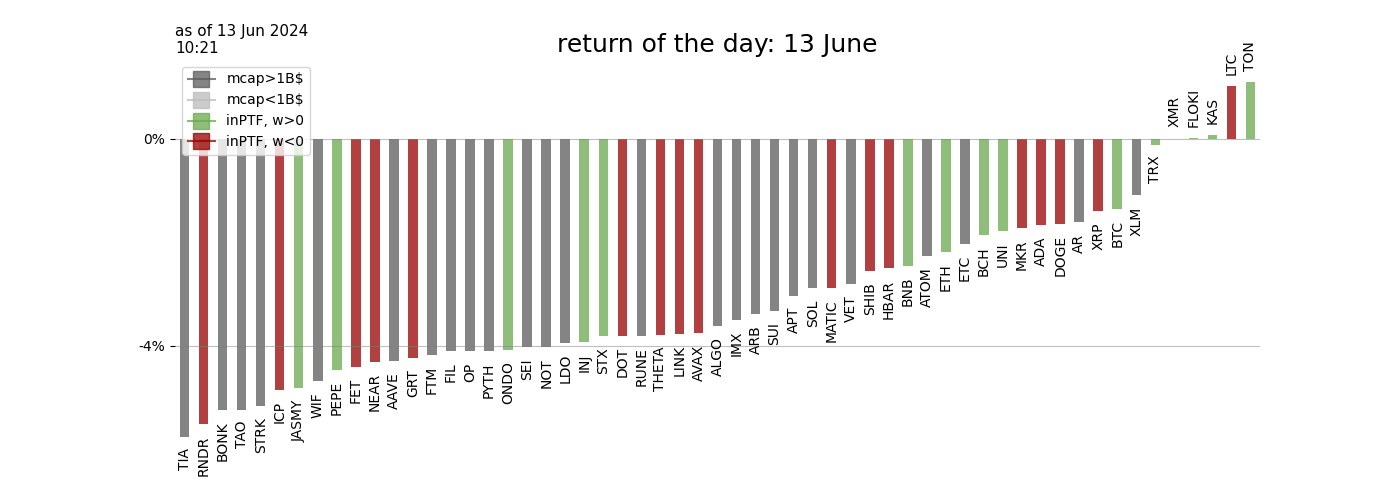 as of 13 Jun 2024
10:21
return of the day: 13 June
mcap>1B$
mcap<1B$
inPTF, w>0
inPTF, w<0
0%
-4%
TIA
RNDR
BONK
TAO
STRK
ICP
JASMY
WIF
PEPE
FET
NEAR
AAVE
GRT
FTM
FIL
OP
PYTH
ONDO
SEI
NOT
LDO
INJ
STX
DOT
RUNE
THETA
LINK
AVAX
ALGO
IMX
ARB
SUI
APT
SOL
MATIC
VET
SHIB
HBAR
BNB
ATOM
ETH
ETC
BCH
UNI
MKR
ADA
DOGE
AR
XRP
BTC
XLM
TRX
XMR
FLOKI
KAS
LTC
TON